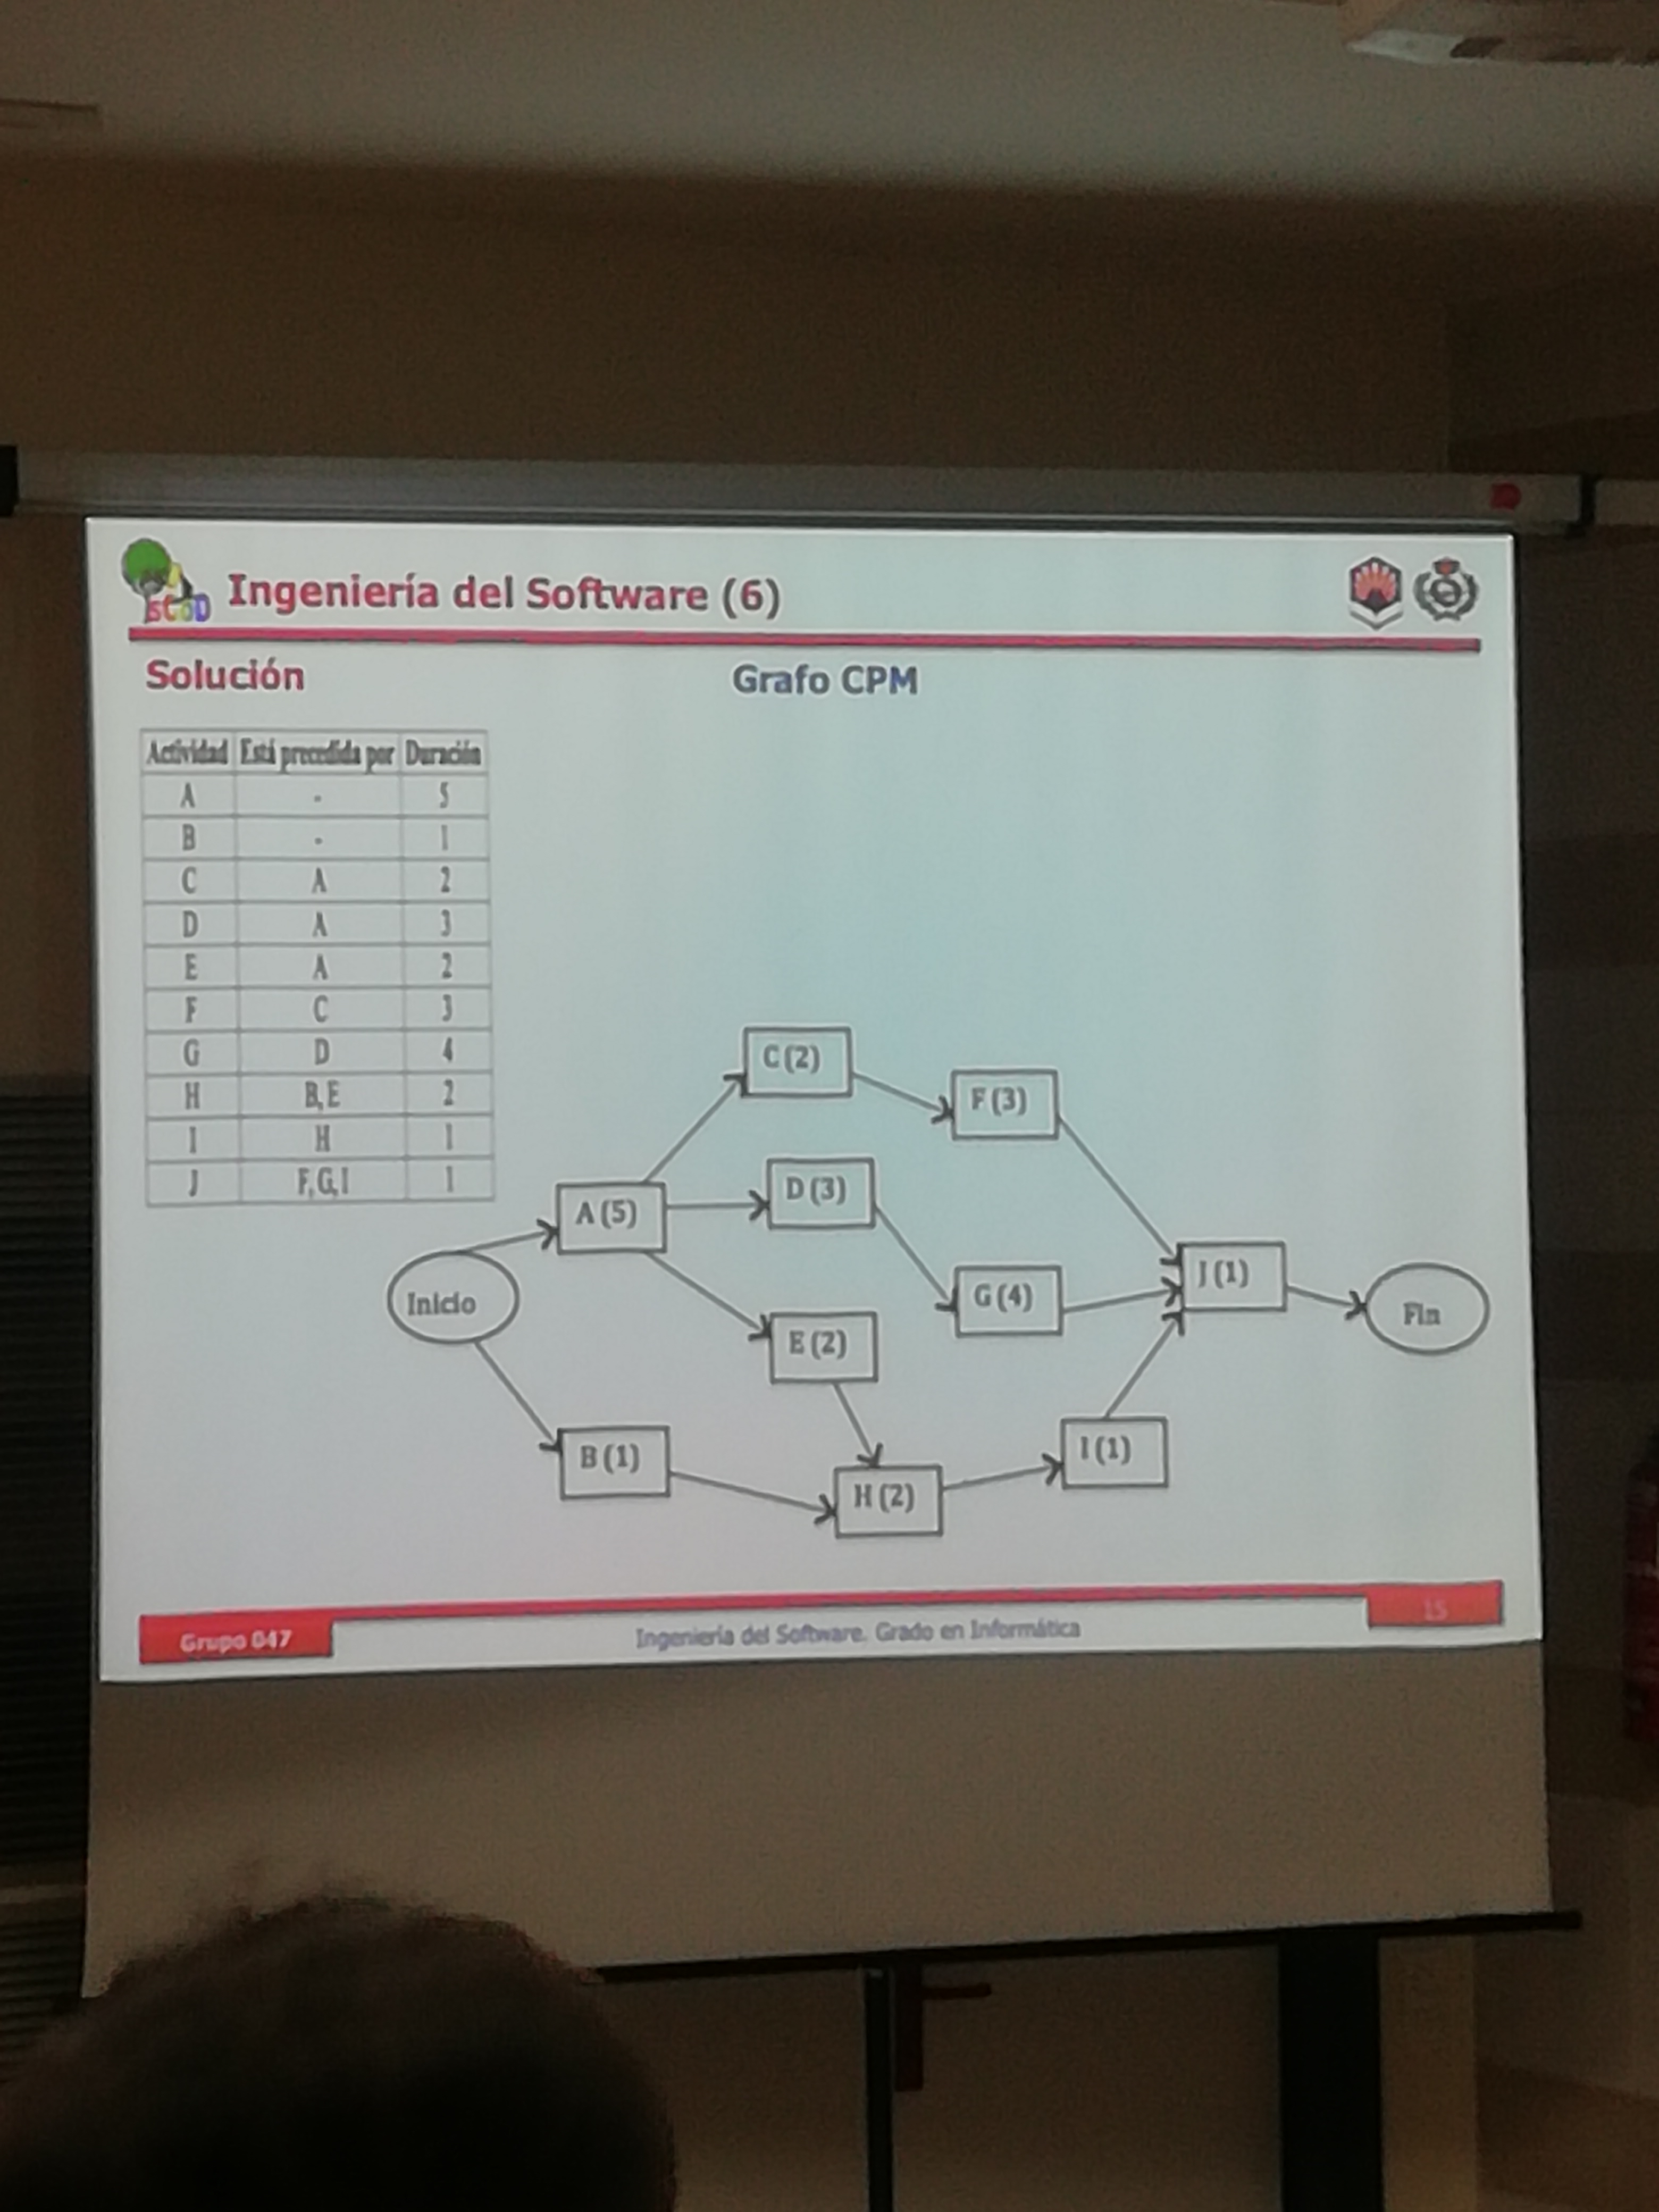 sCoD
Ingeniería del Software (6)
Solución
Grafo CPM
Actividad Está precedida por Duración
A - 5
B - 1
C A 2
D A 3
E A 2
F C 3
G D 4
H B, E 2
I H 1
J F, G, I 1
C (2)
F (3)
D (3)
A (5)
J (1)
G (4)
Inicio
Fin
E (2)
B (1)
I (1)
H (2)
Grupo 047
Ingeniería del Software. Grado en Informática
15